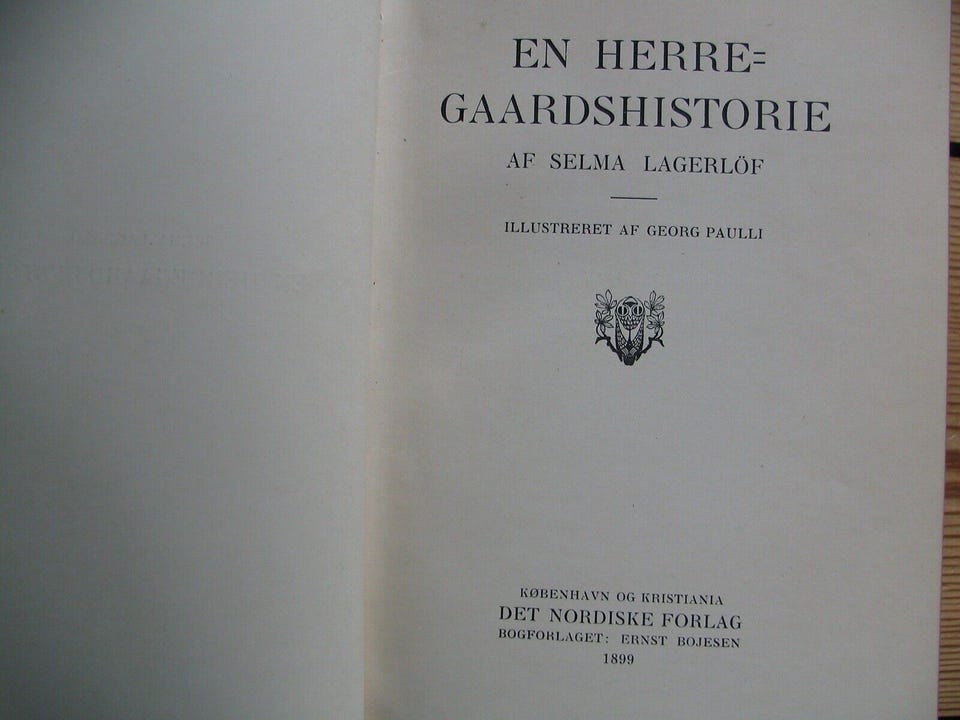 EN HERRE=
GAARDSHISTORIE
AF SELMA LAGERLÖF
ILLUSTRERET AF GEORG PAULLI
KØBENHAVN OG KRISTIANIA
DET NORDISKE FORLAG
BOGFORLAGET: ERNST BOJESEN
1899